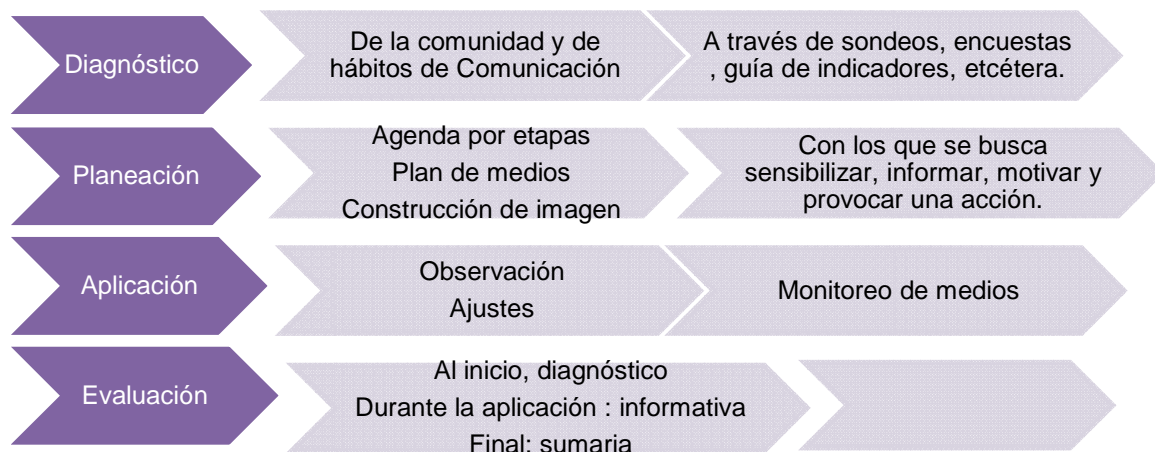 Diagnóstico
De la comunidad y de
hábitos de Comunicación
A través de sondeos, encuestas
, guía de indicadores, etcétera.
Planeación
Agenda por etapas
Plan de medios
Construcción de imagen
Con los que se busca
sensibilizar, informar, motivar y
provocar una acción.
Aplicación
Observación
Ajustes
Monitoreo de medios
Evaluación
Al inicio, diagnóstico
Durante la aplicación : informativa
Final: sumaria